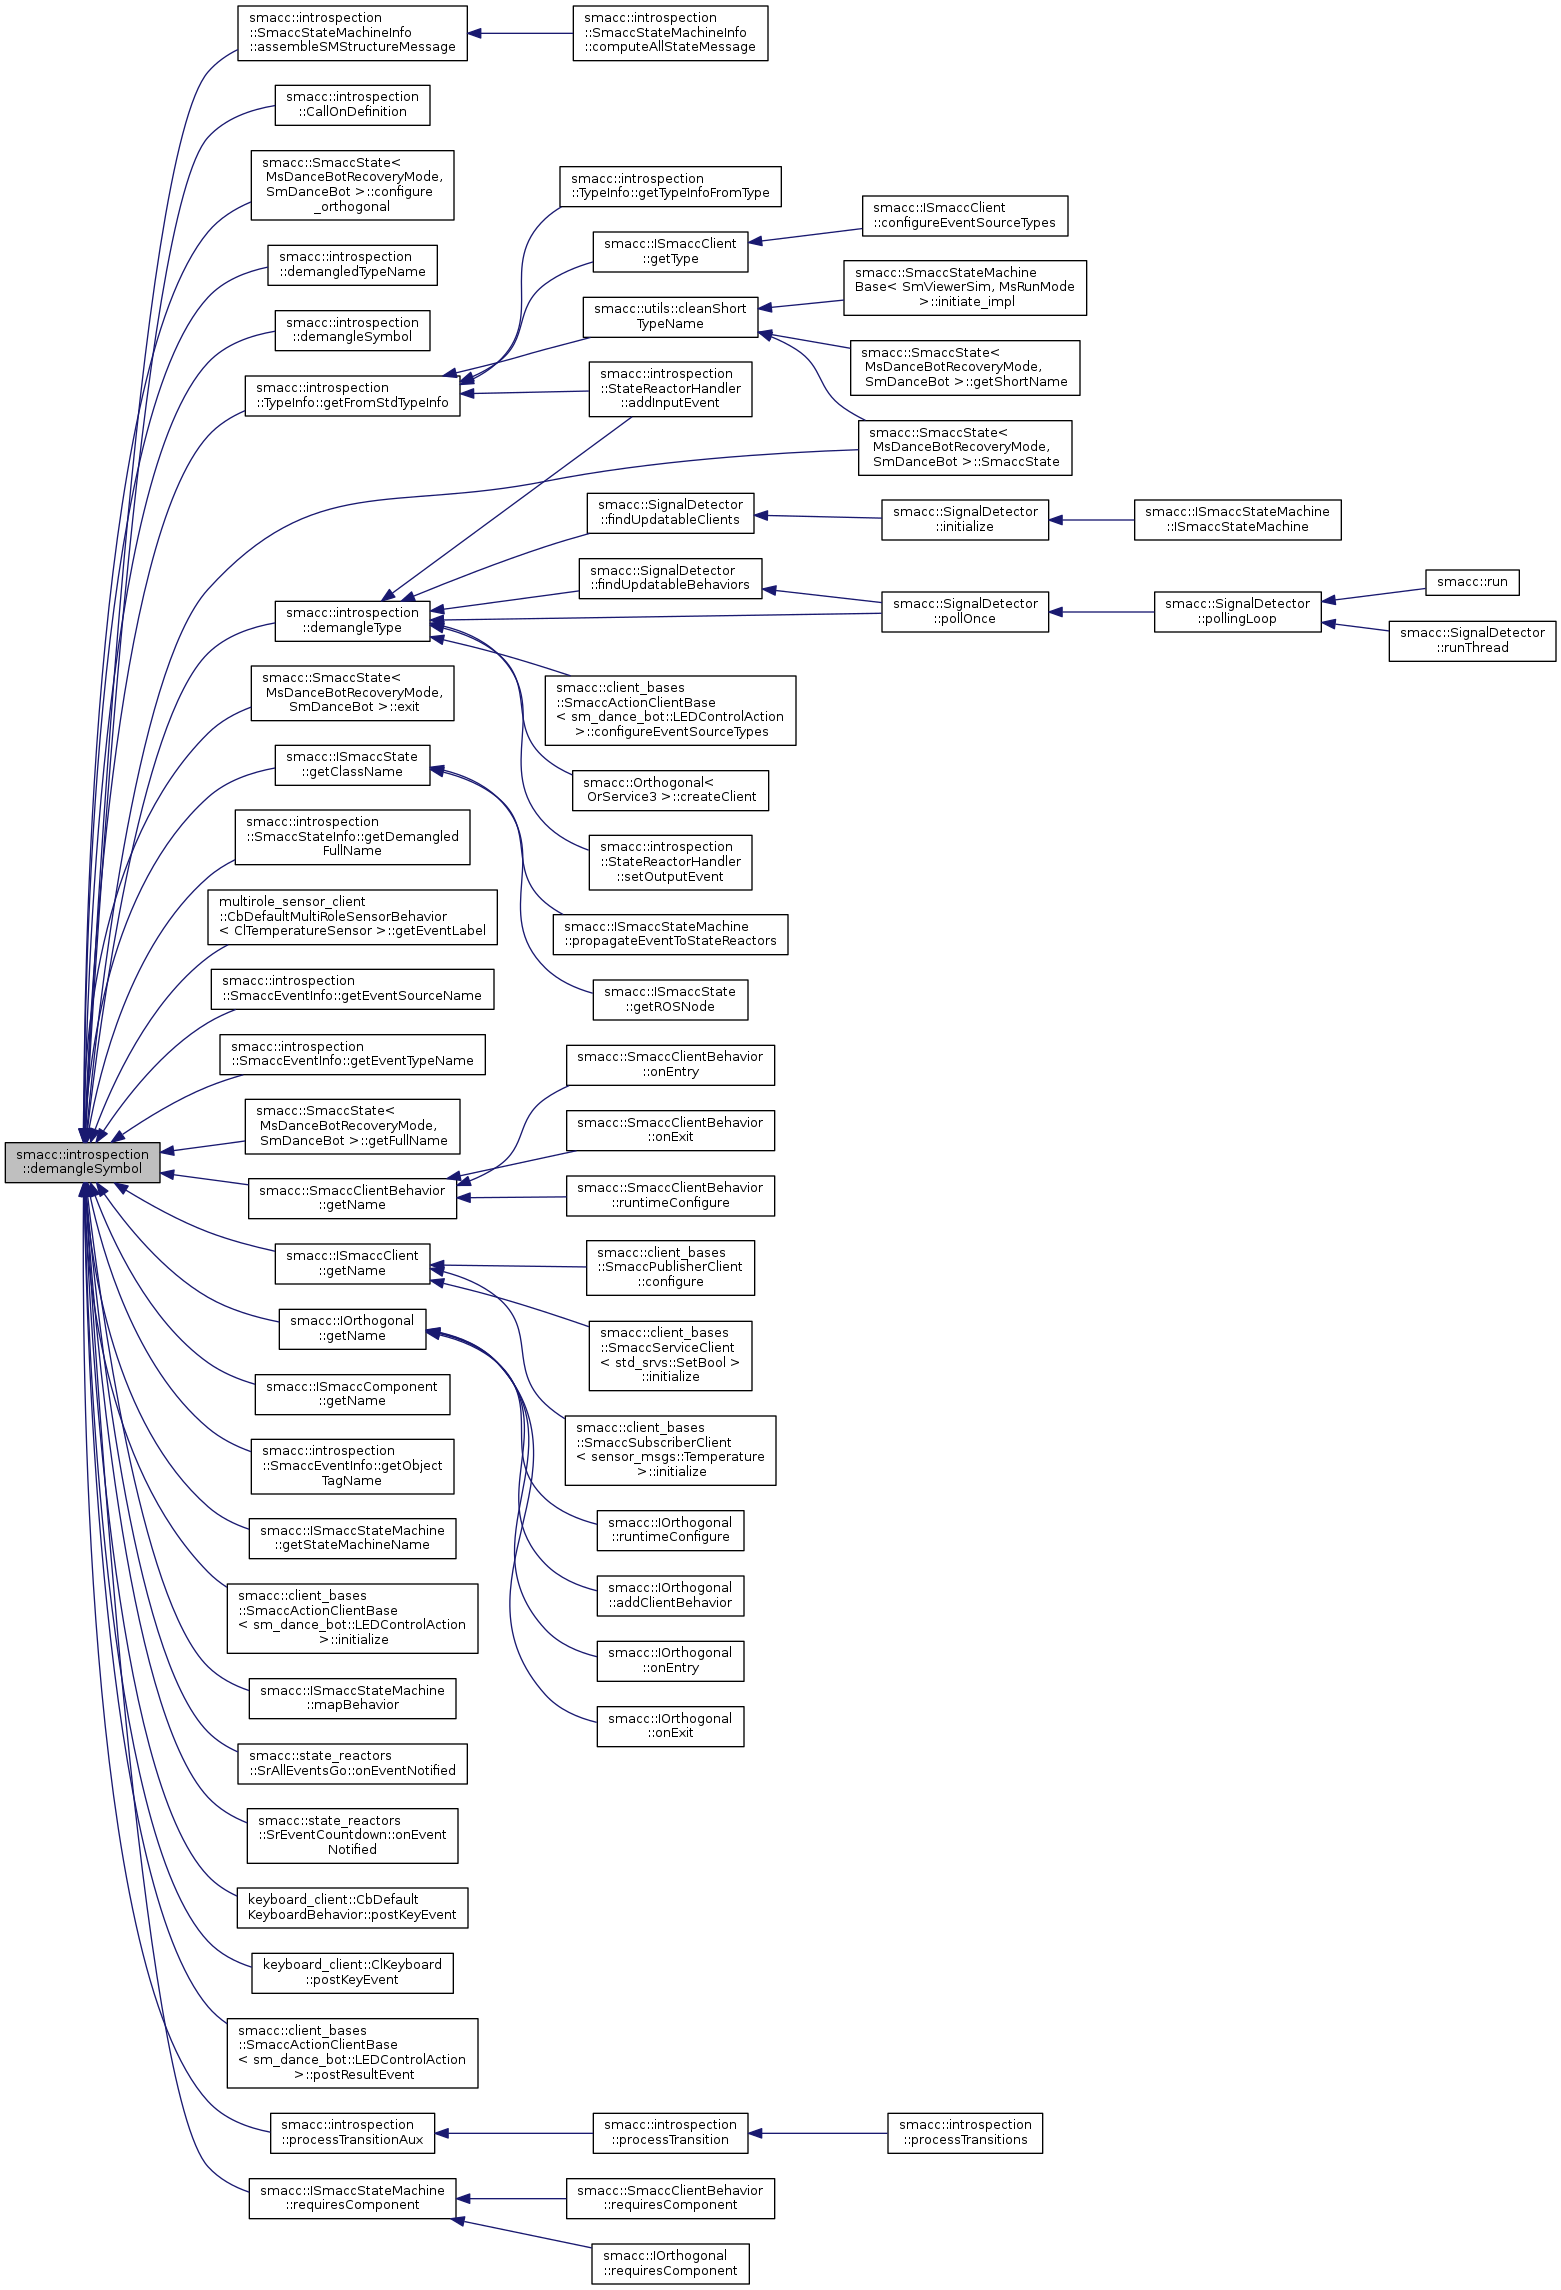 smacc::introspection
::SmaccStateMachineInfo
::assembleSMStructureMessage
smacc::introspection
::SmaccStateMachineInfo
::computeAllStateMessage
smacc::introspection
::CallOnDefinition
smacc::SmaccState<
MsDanceBotRecoveryMode,
SmDanceBot >::configure
_orthogonal
smacc::introspection
::TypeInfo::getTypeInfoFromType
smacc::ISmaccClient
::configureEventSourceTypes
smacc::introspection
::demangledTypeName
smacc::ISmaccClient
::getType
smacc::SmaccStateMachine
Base< SmViewerSim, MsRunMode
>::initiate_impl
smacc::introspection
::demangleSymbol
smacc::utils::cleanShort
TypeName
smacc::SmaccState<
MsDanceBotRecoveryMode,
SmDanceBot >::getShortName
smacc::introspection
::TypeInfo::getFromStdTypeInfo
smacc::introspection
::StateReactorHandler
::addInputEvent
smacc::SmaccState<
MsDanceBotRecoveryMode,
SmDanceBot >::SmaccState
smacc::SignalDetector
::findUpdatableClients
smacc::SignalDetector
::initialize
smacc::ISmaccStateMachine
::ISmaccStateMachine
smacc::SignalDetector
::findUpdatableBehaviors
smacc::run
smacc::introspection
::demangleType
smacc::SignalDetector
::pollOnce
smacc::SignalDetector
::pollingLoop
smacc::SignalDetector
::runThread
smacc::SmaccState<
MsDanceBotRecoveryMode,
SmDanceBot >::exit
smacc::client_bases
::SmaccActionClientBase
< sm_dance_bot::LEDControlAction
>::configureEventSourceTypes
smacc::ISmaccState
::getClassName
smacc::Orthogonal<
OrService3 >::createClient
smacc::introspection
::SmaccStateInfo::getDemangled
FullName
smacc::introspection
::StateReactorHandler
::setOutputEvent
multirole_sensor_client
::CbDefaultMultiRoleSensorBehavior
< ClTemperatureSensor >::getEventLabel
smacc::ISmaccStateMachine
::propagateEventToStateReactors
smacc::introspection
::SmaccEventInfo::getEventSourceName
smacc::ISmaccState
::getROSNode
smacc::introspection
::SmaccEventInfo::getEventTypeName
smacc::SmaccClientBehavior
::onEntry
smacc::SmaccState<
MsDanceBotRecoveryMode,
SmDanceBot >::getFullName
smacc::SmaccClientBehavior
::onExit
smacc::introspection
::demangleSymbol
smacc::SmaccClientBehavior
::getName
smacc::SmaccClientBehavior
::runtimeConfigure
smacc::ISmaccClient
::getName
smacc::client_bases
::SmaccPublisherClient
::configure
smacc::IOrthogonal
::getName
smacc::client_bases
::SmaccServiceClient
< std_srvs::SetBool >
::initialize
smacc::ISmaccComponent
::getName
smacc::client_bases
::SmaccSubscriberClient
< sensor_msgs::Temperature
>::initialize
smacc::introspection
::SmaccEventInfo::getObject
TagName
smacc::ISmaccStateMachine
::getStateMachineName
smacc::IOrthogonal
::runtimeConfigure
smacc::client_bases
::SmaccActionClientBase
< sm_dance_bot::LEDControlAction
>::initialize
smacc::IOrthogonal
::addClientBehavior
smacc::ISmaccStateMachine
::mapBehavior
smacc::IOrthogonal
::onEntry
smacc::state_reactors
::SrAllEventsGo::onEventNotified
smacc::IOrthogonal
::onExit
smacc::state_reactors
::SrEventCountdown::onEvent
Notified
keyboard_client::CbDefault
KeyboardBehavior::postKeyEvent
keyboard_client::ClKeyboard
::postKeyEvent
smacc::client_bases
::SmaccActionClientBase
< sm_dance_bot::LEDControlAction
>::postResultEvent
smacc::introspection
::processTransitionAux
smacc::introspection
::processTransition
smacc::introspection
::processTransitions
smacc::ISmaccStateMachine
::requiresComponent
smacc::SmaccClientBehavior
::requiresComponent
smacc::IOrthogonal
::requiresComponent